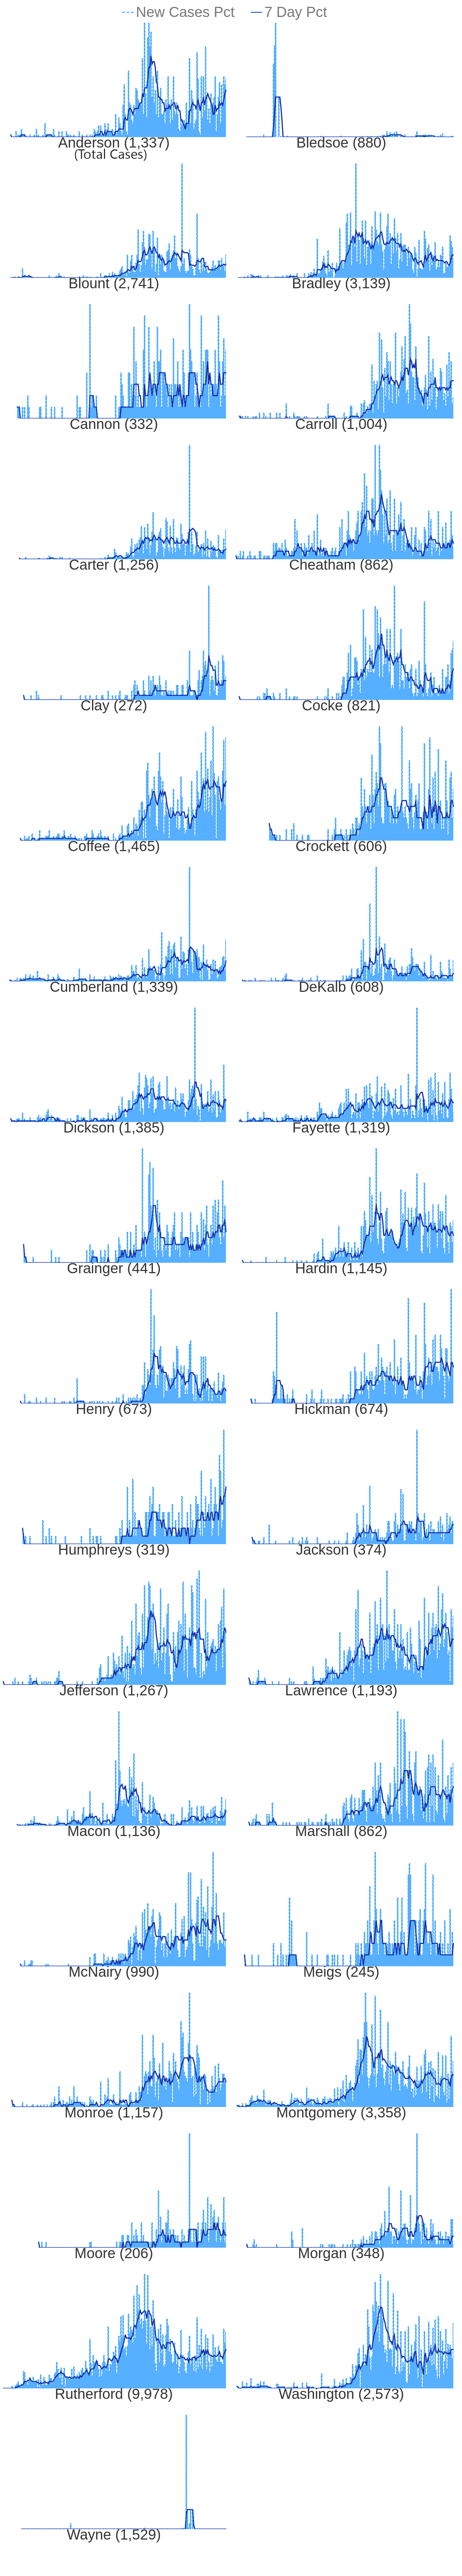 New Cases Pct 7 Day Pct
Anderson (1,337) Bledsoe (880)
(Total Cases)
Blount (2,741) Bradley (3,139)
Cannon (332) Carroll (1,004)
Carter (1,256) Cheatham (862)
Clay (272) Cocke (821)
Coffee (1,465) Crockett (606)
Cumberland (1,339) DeKalb (608)
Dickson (1,385) Fayette (1,319)
Grainger (441) Hardin (1,145)
Henry (673) Hickman (674)
Humphreys (319) Jackson (374)
Jefferson (1,267) Lawrence (1,193)
Macon (1,136) Marshall (862)
McNairy (990) Meigs (245)
Monroe (1,157) Montgomery (3,358)
Moore (206) Morgan (348)
Rutherford (9,978) Washington (2,573)
Wayne (1,529)